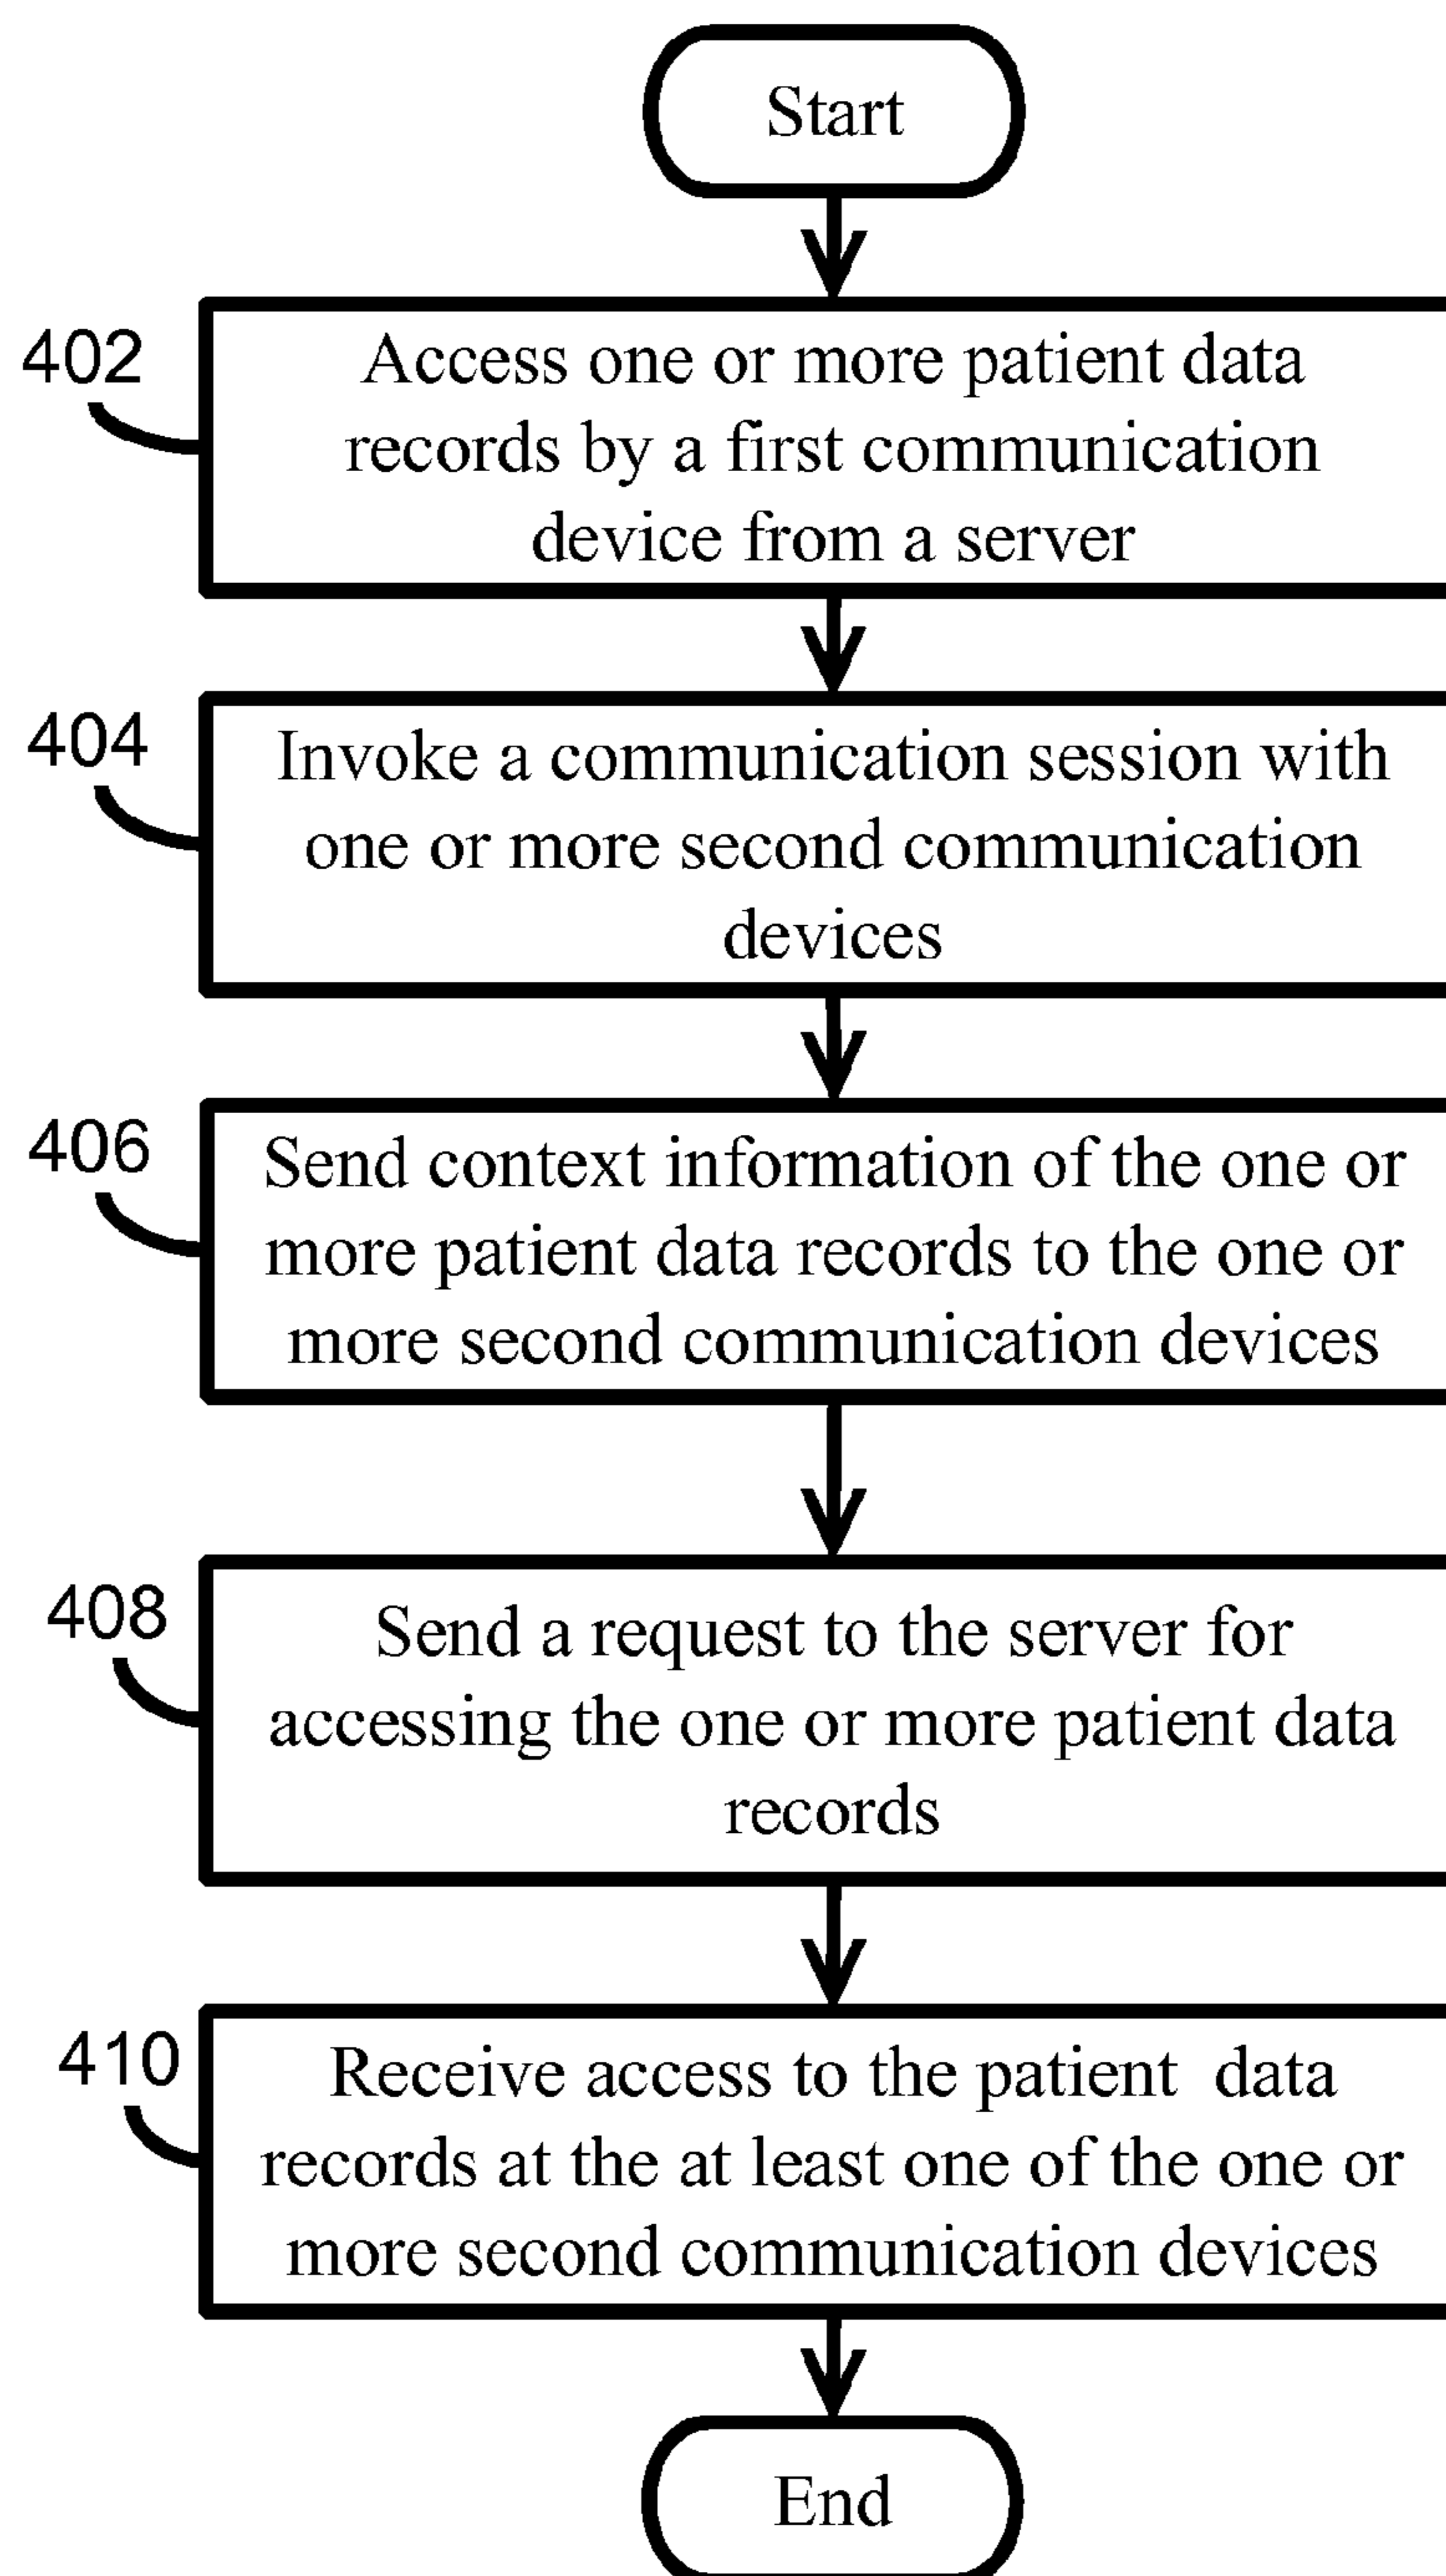 Start
402
Access one or more patient data
records by a first communication
device from a server
404
Invoke a communication session with
one or more second communication
devices
406
Send context information of the one or
more patient data records to the one or
more second communication devices
408
Send a request to the server for
accessing the one or more patient data
records
410
Receive access to the patient data
records at the at least one of the one or
more second communication devices
End